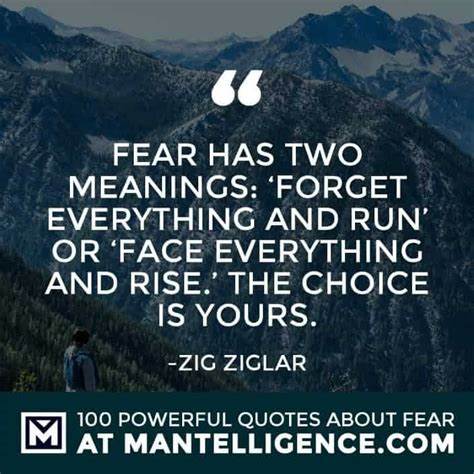 “
FEAR HAS TWO
MEANINGS: ‘FORGET
EVERYTHING AND RUN’
OR ‘FACE EVERYTHING
AND RISE.’ THE CHOICE
IS YOURS.
-ZIG ZIGLAR
M 100 POWERFUL QUOTES ABOUT FEAR
AT MANTELLIGENCE.COM